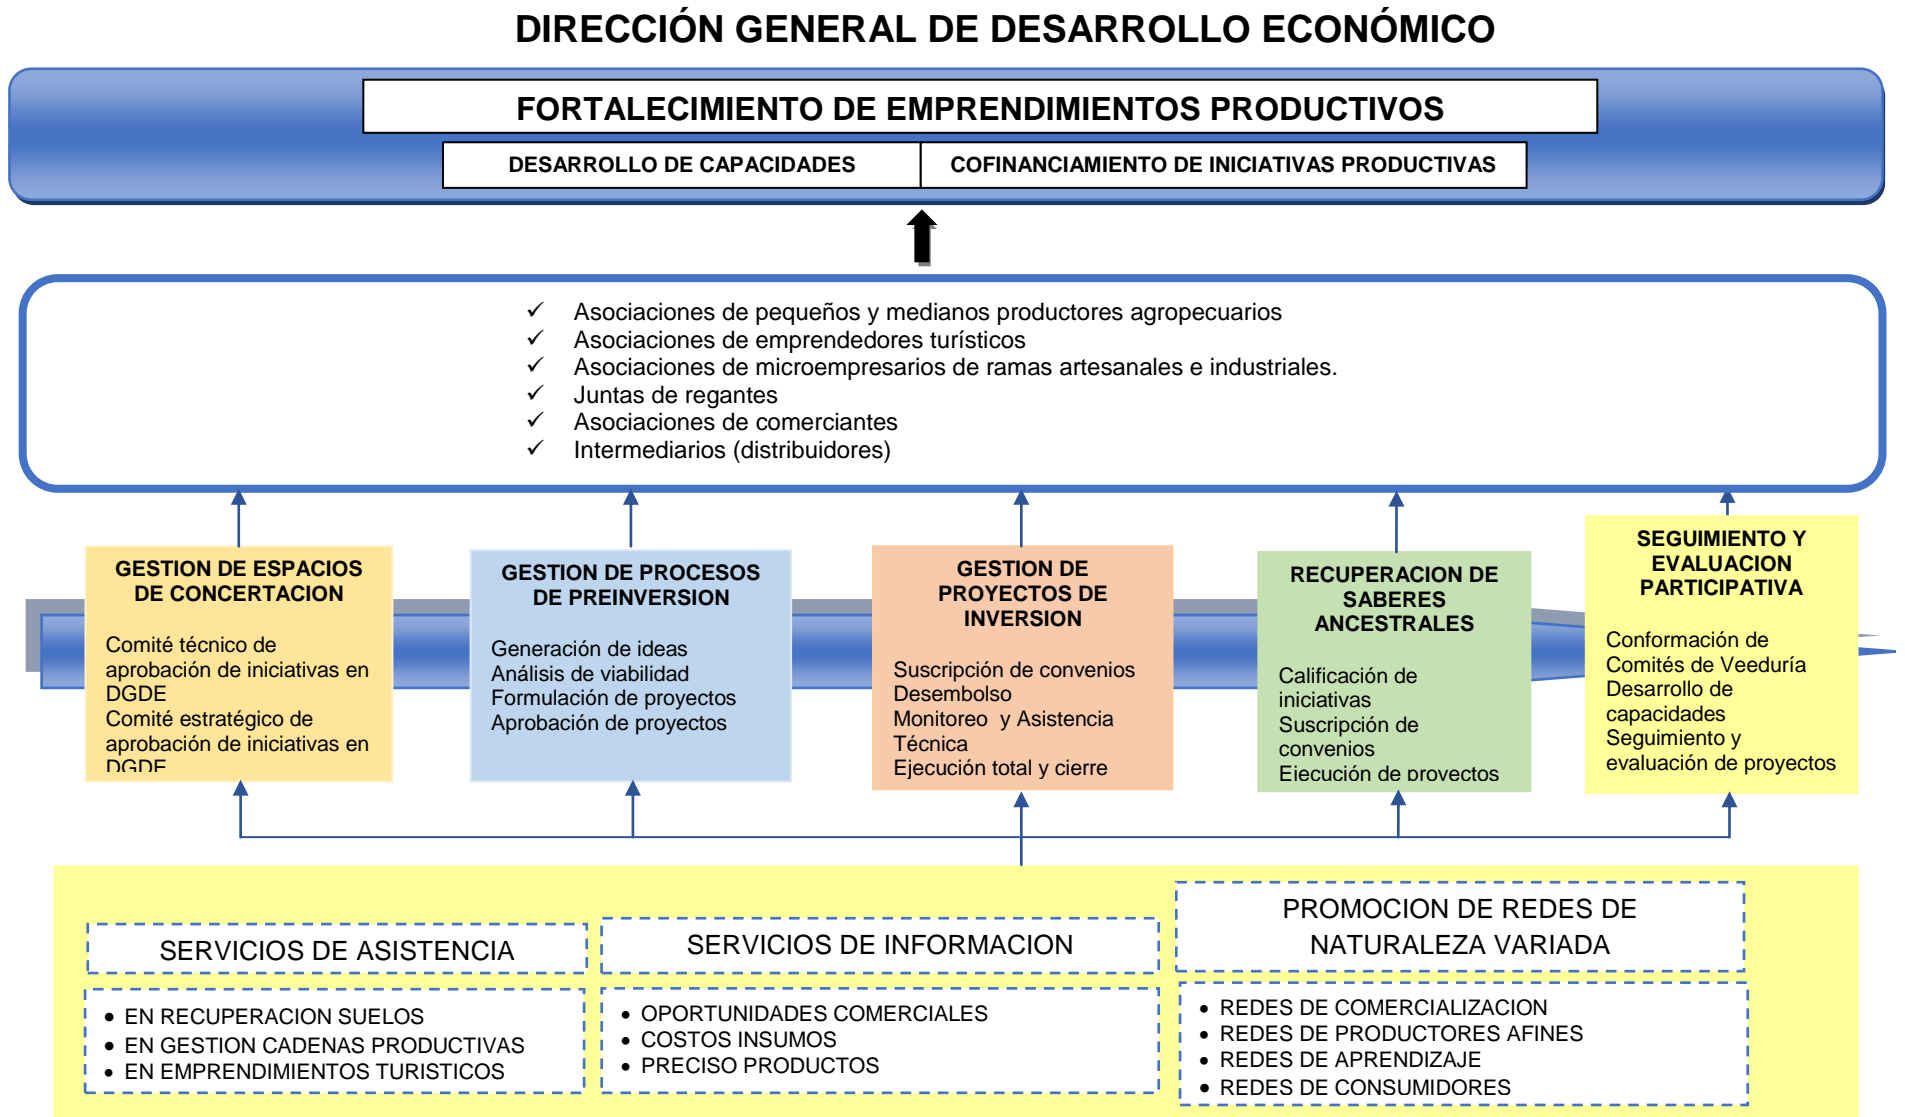 DIRECCIÓN GENERAL DE DESARROLLO ECONÓMICO
FORTALECIMIENTO DE EMPRENDIMIENTOS PRODUCTIVOS
DESARROLLO DE CAPACIDADES
COFINANCIAMIENTO DE INICIATIVAS PRODUCTIVAS
✓ Asociaciones de pequeños y medianos productores agropecuarios
✓ Asociaciones de emprendedores turísticos
✓ Asociaciones de microempresarios de ramas artesanales e industriales.
✓ Juntas de regantes
✓ Asociaciones de comerciantes
✓ Intermediarios (distribuidores)
GESTION DE ESPACIOS
DE CONCERTACION
Comité técnico de
aprobación de iniciativas en
DGDE
Comité estratégico de
aprobación de iniciativas en
DGDE
GESTION DE PROCESOS
DE PREINVERSION
Generación de ideas
Análisis de viabilidad
Formulación de proyectos
Aprobación de proyectos
GESTION DE
PROYECTOS DE
INVERSION
Suscripción de convenios
Desembolso
Monitoreo y Asistencia
Técnica
Ejecución total y cierre
RECUPERACION DE
SABERES
ANCESTRALES
Calificación de
iniciativas
Suscripción de
convenios
Ejecución de proyectos
SEGUIMIENTO Y
EVALUACION
PARTICIPATIVA
Conformación de
Comités de Veeduría
Desarrollo de
capacidades
Seguimiento y
evaluación de proyectos
SERVICIOS DE ASISTENCIA
• EN RECUPERACION SUELOS
• EN GESTION CADENAS PRODUCTIVAS
• EN EMPRENDIMIENTOS TURISTICOS
SERVICIOS DE INFORMACION
• OPORTUNIDADES COMERCIALES
• COSTOS INSUMOS
• PRECISO PRODUCTOS
PROMOCION DE REDES DE
NATURALEZA VARIADA
• REDES DE COMERCIALIZACION
• REDES DE PRODUCTORES AFINES
• REDES DE APRENDIZAJE
• REDES DE CONSUMIDORES